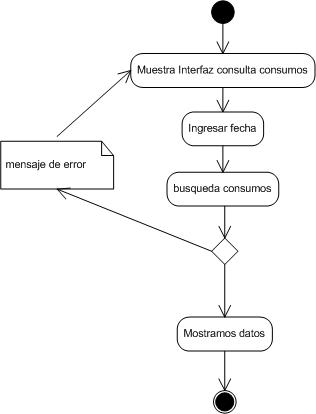 Muestra Interfaz consulta consumos
Ingresar fecha
mensaje de error
busqueda consumos
Mostramos datos